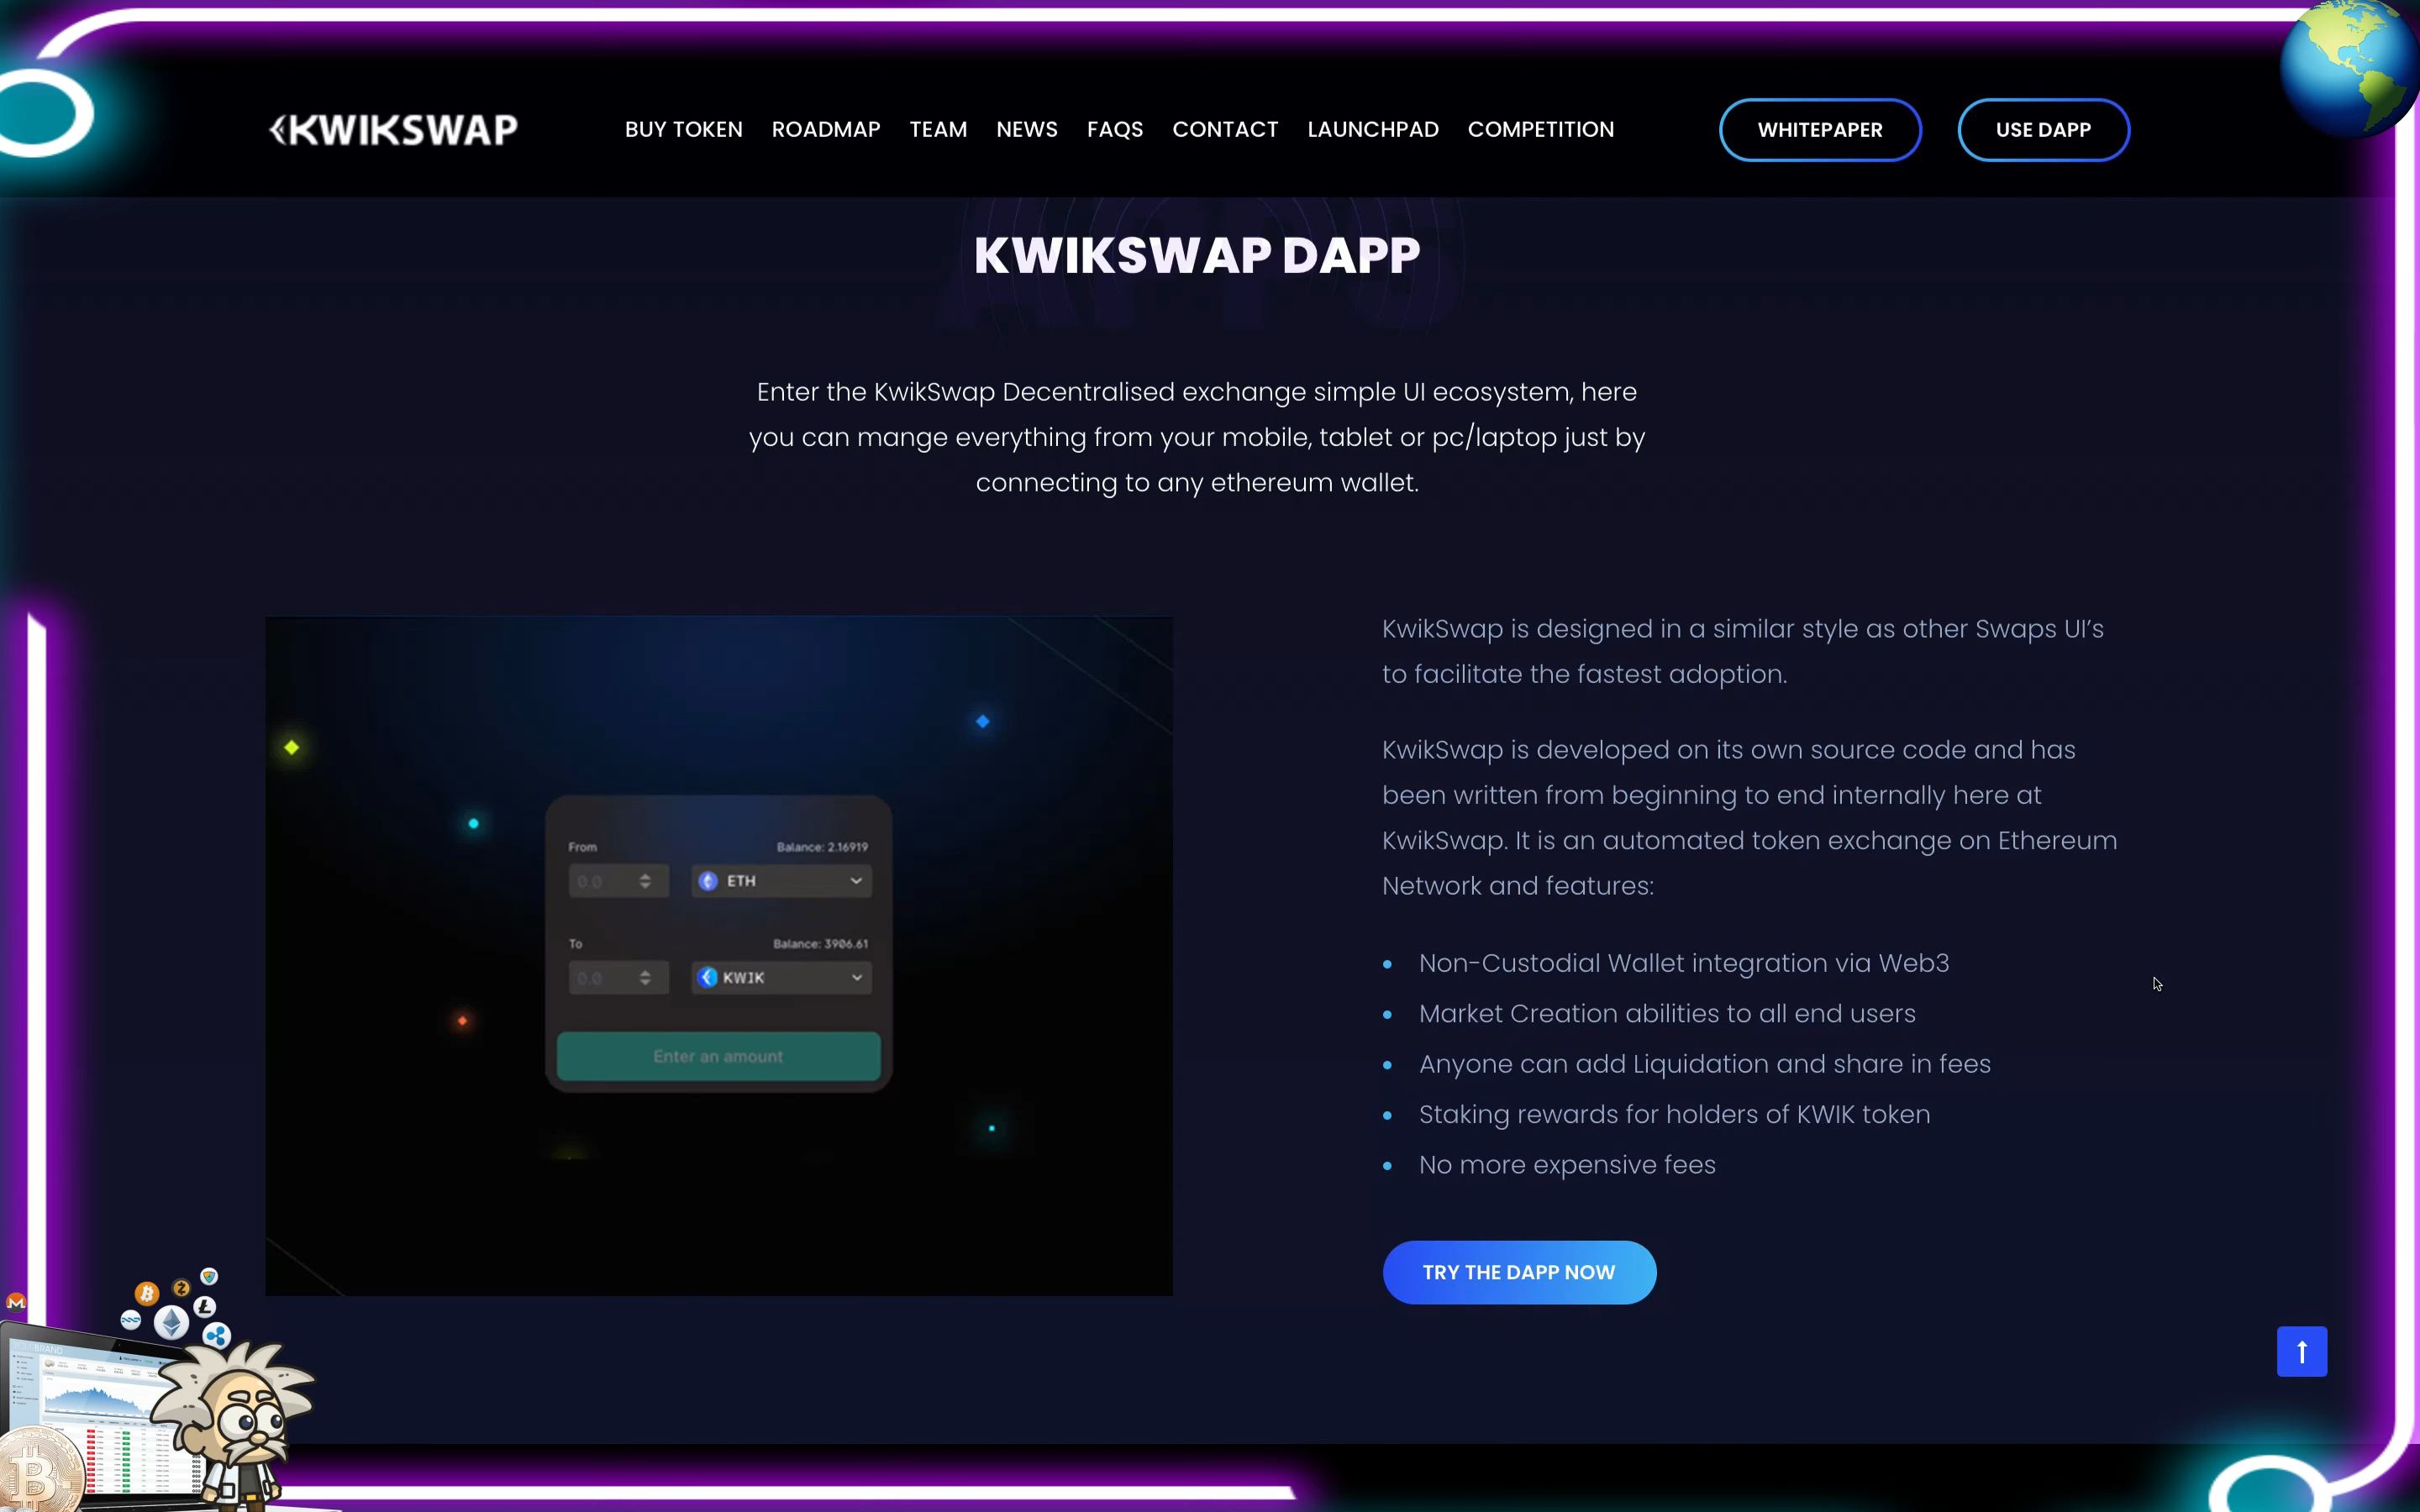 KWIKSWAP
BUY TOKEN
ROADMAP
TEAM
NEWS
FAQS
CONTACT
LAUNCHPAD
COMPETITION
WHITEPAPER
USE DAPP
APPS
KWIKSWAP DAPP
Enter the KwikSwap Decentralised exchange simple UI ecosystem, here
you can mange everything from your mobile, tablet or pc/laptop just by
connecting to any ethereum wallet.
From
Balance: 2.16919
0.0
ETH
To
Balance: 3906.61
0.0
KWIK
Enter an amount
KwikSwap is designed in a similar style as other Swaps UI’s
to facilitate the fastest adoption.
KwikSwap is developed on its own source code and has
been written from beginning to end internally here at
KwikSwap. It is an automated token exchange on Ethereum
Network and features:
Non-Custodial Wallet integration via Web3
Market Creation abilities to all end users
Anyone can add Liquidation and share in fees
Staking rewards for holders of KWIK token
No more expensive fees
TRY THE DAPP NOW